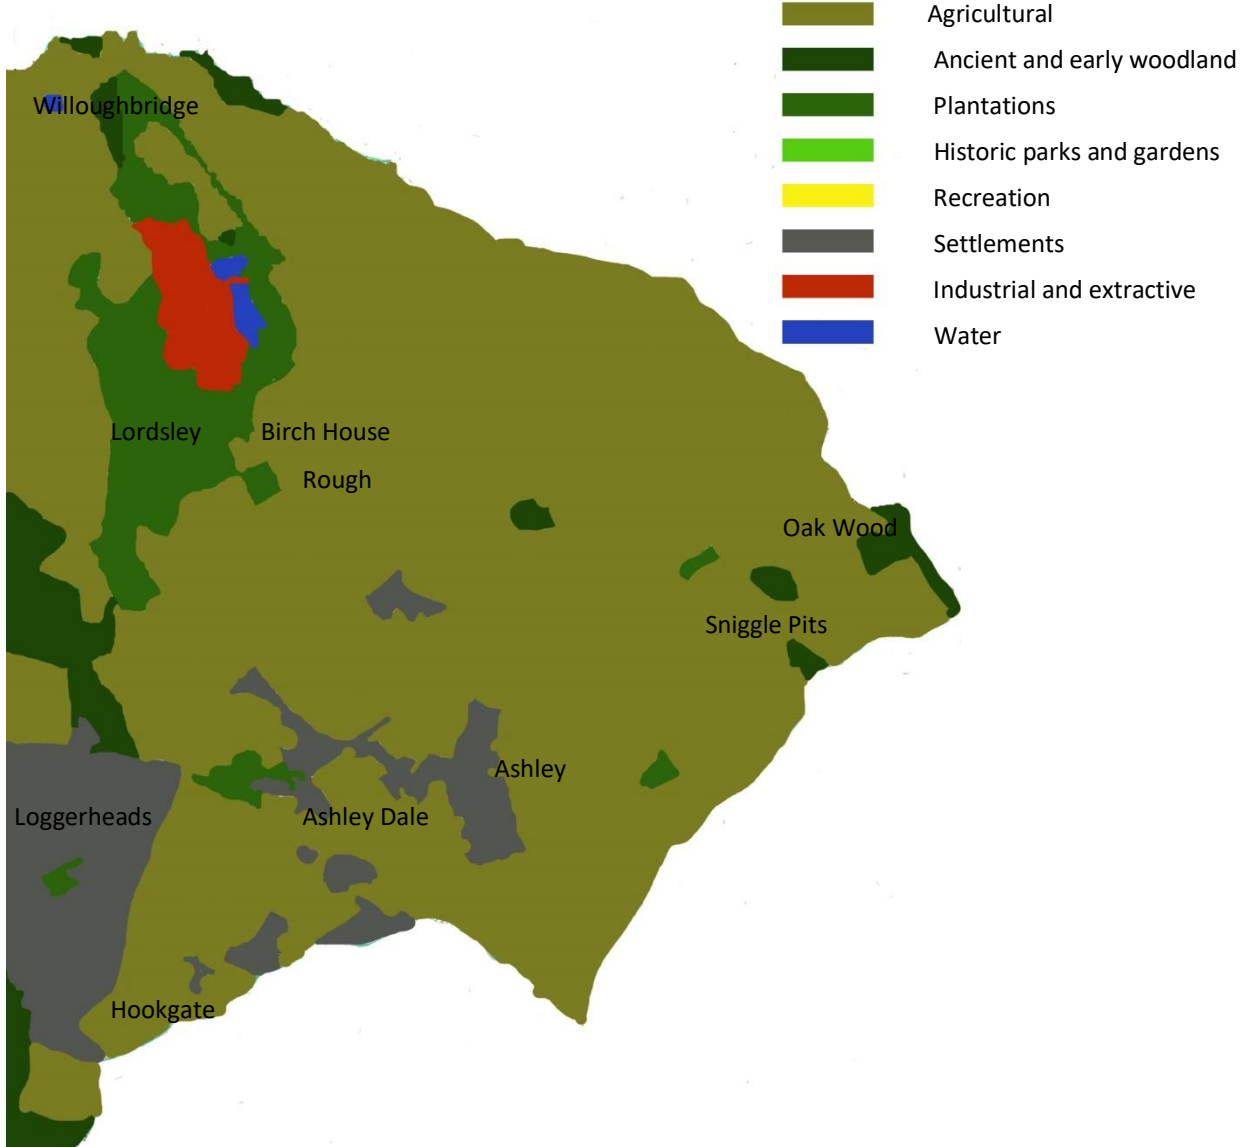 Agricultural
Ancient and early woodland
Plantations
Historic parks and gardens
Recreation
Settlements
Industrial and extractive
Water
Willoughbridge
Lordsley
Birch House
Rough
Oak Wood
Sniggle Pits
Ashley
Loggerheads
Ashley Dale
Hookgate